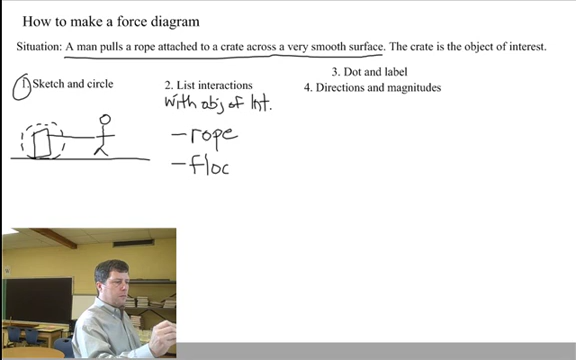 How to make a force diagram
Situation: A man pulls a rope attached to a crate across a very smooth surface. The crate is the object of interest.
1. Sketch and circle
2. List interactions
with obj of Int.
- rope
- floc
3. Dot and label
4. Directions and magnitudes